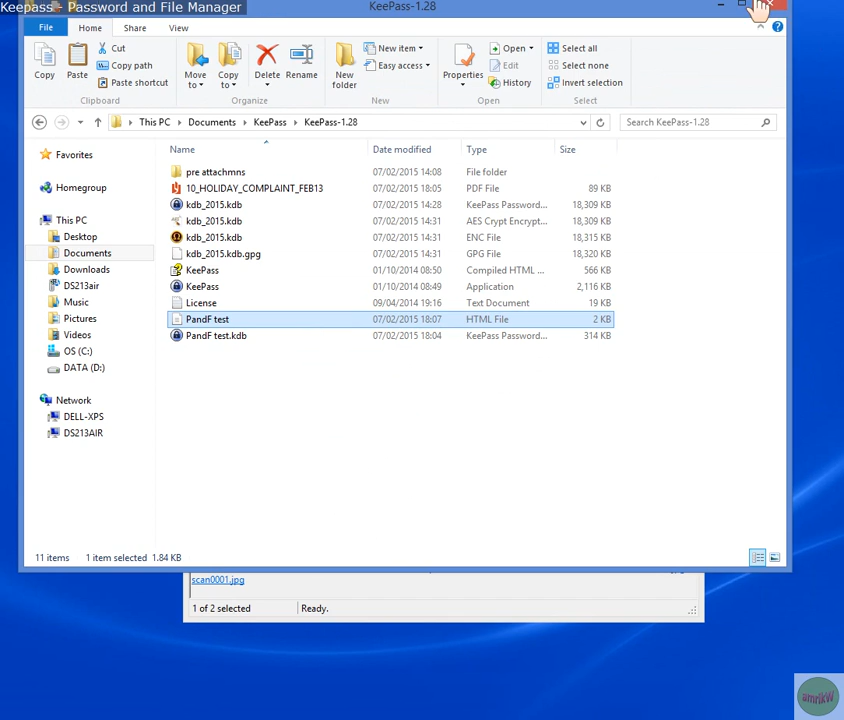 Keepass - Password and File Manager
KeePass-1.28
File Home Share View
Copy Paste Cut Copy path Paste shortcut
Move to Copy to Delete Rename
New folder New item Easy access
Properties Open Edit History
Select all Select none Invert selection
Clipboard Organize New Open Select
This PC Documents KeePass KeePass-1.28 Search KeePass-1.28
Name Date modified Type Size
Favorites
Homegroup
This PC
Desktop
Documents
Downloads
DS213air
Music
Pictures
Videos
OS (C:)
DATA (D:)
Network
DELL-XPS
DS213AIR
pre attachmns 07/02/2015 14:08 File folder
10_HOLIDAY_COMPLAINT_FEB13 07/02/2015 18:05 PDF File 89 KB
kdb_2015.kdb 07/02/2015 14:28 KeePass Password... 18,309 KB
kdb_2015.kdb 07/02/2015 14:31 AES Crypt Encrypt... 18,309 KB
kdb_2015.kdb 07/02/2015 14:31 ENC File 18,315 KB
kdb_2015.kdb.gpg 07/02/2015 14:31 GPG File 18,320 KB
KeePass 01/10/2014 08:50 Compiled HTML ... 566 KB
KeePass 01/10/2014 08:49 Application 2,116 KB
License 09/04/2014 19:16 Text Document 19 KB
PandF test 07/02/2015 18:07 HTML File 2 KB
PandF test.kdb 07/02/2015 18:04 KeePass Password... 314 KB
11 items 1 item selected 1.84 KB
scan0001.jpg
1 of 2 selected Ready.
amrikW